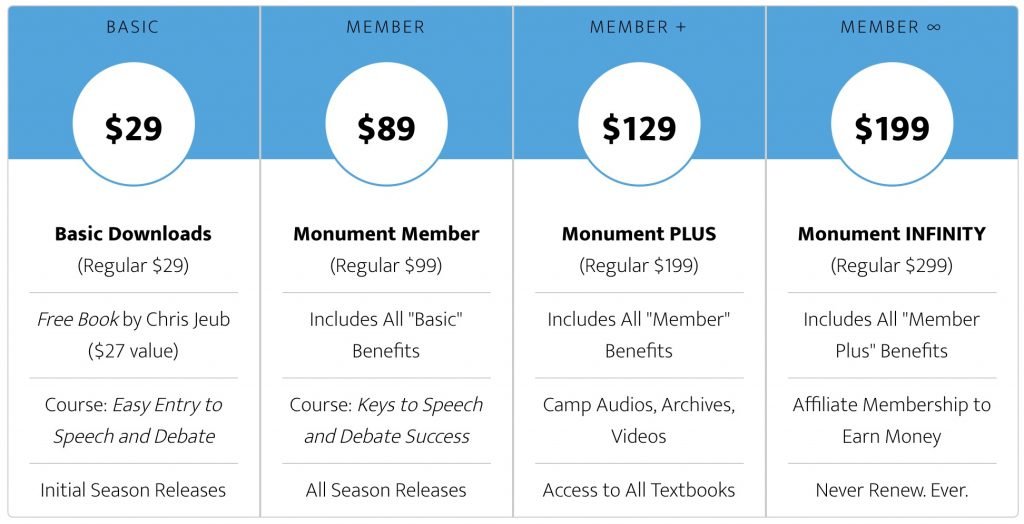 BASIC
$29
Basic Downloads
(Regular $29)
Free Book by Chris Jeub
($27 value)
Course: Easy Entry to
Speech and Debate
Initial Season Releases
MEMBER
$89
Monument Member
(Regular $99)
Includes All "Basic"
Benefits
Course: Keys to Speech
and Debate Success
All Season Releases
MEMBER +
$129
Monument PLUS
(Regular $199)
Includes All "Member"
Benefits
Camp Audios, Archives,
Videos
Access to All Textbooks
MEMBER ∞
$199
Monument INFINITY
(Regular $299)
Includes All "Member
Plus" Benefits
Affiliate Membership to
Earn Money
Never Renew. Ever.